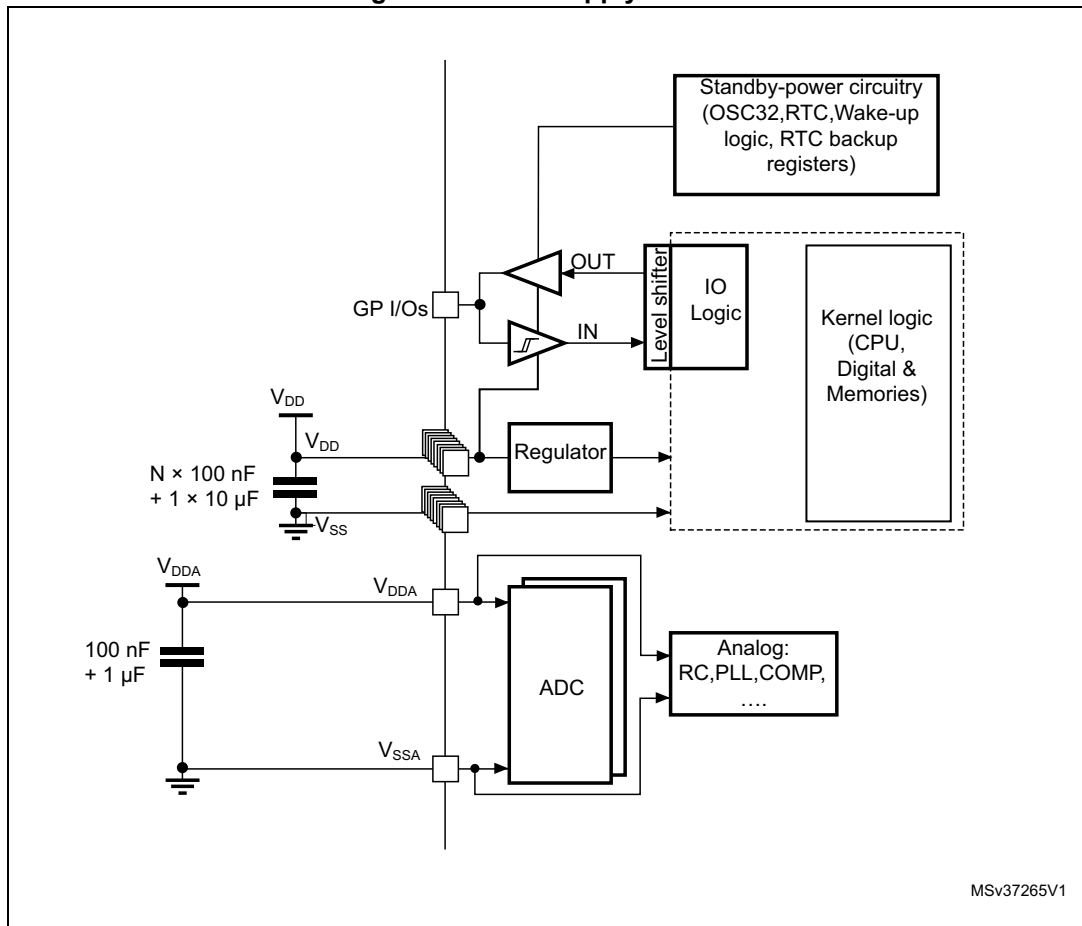 Standby-power circuitry
(OSC32,RTC,Wake-up
logic, RTC backup
registers)
OUT
GP I/Os
IN
Level shifter
IO
Logic
Kernel logic
(CPU,
Digital &
Memories)
VDD
VDD
Regulator
N × 100 nF
+ 1 × 10 µF
VSS
VDDA
VDDA
100 nF
+ 1 µF
ADC
Analog:
RC,PLL,COMP,
....
VSSA
MSv37265V1